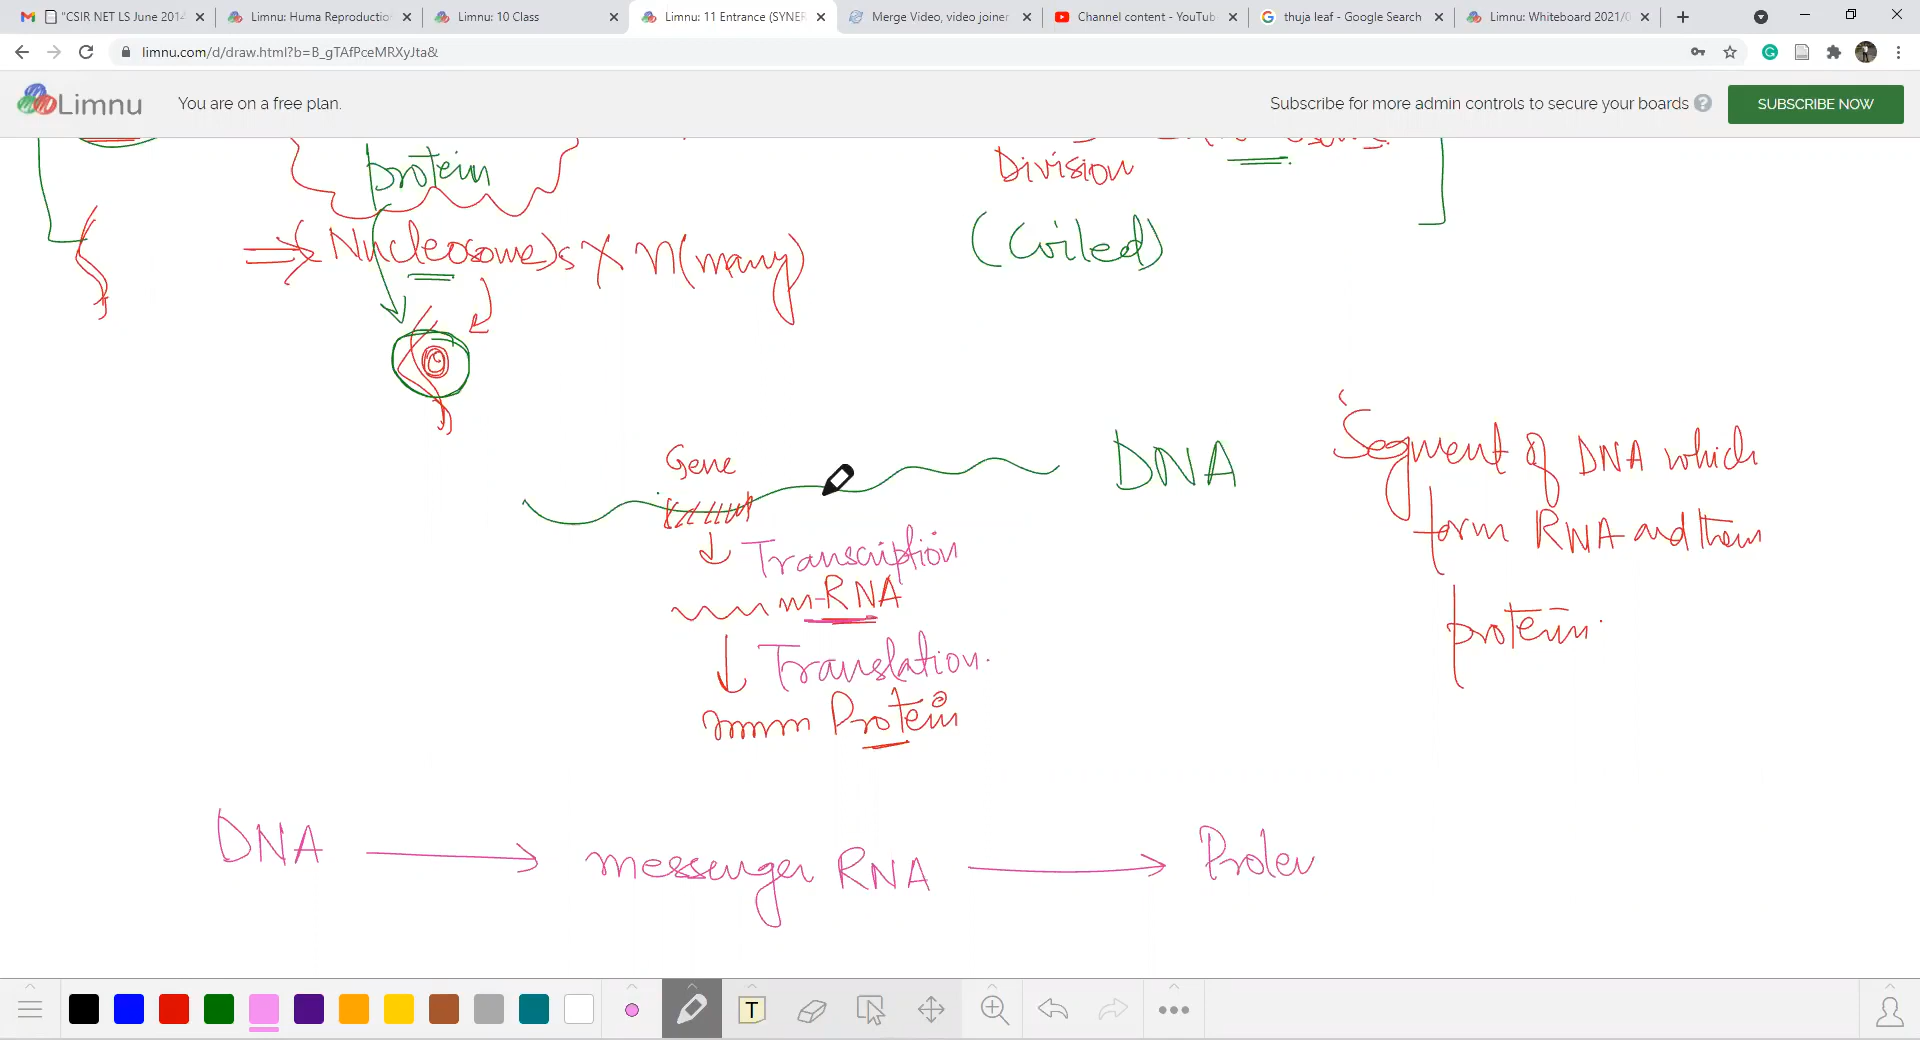 "CSIR NET LS June 2014
Limnu: Huma Reproductio
Limnu: 10 Class
Limnu: 11 Entrance (SYNER
Merge Video, video joiner
Channel content - YouTub
thuja leaf - Google Search
Limnu: Whiteboard 2021/0
limnu.com/d/draw.html?b=B_gTAfPceMRXyJta&
Limnu
You are on a free plan.
Subscribe for more admin controls to secure your boards ?
SUBSCRIBE NOW
protein
Division
⇒ (Nucleosome)s X n(many)
(Coiled)
Gene
DNA
Segment of DNA which
form RNA and then
protein.
Transcription
m-RNA
Translation.
Protein
DNA → messenger RNA → Protei
T